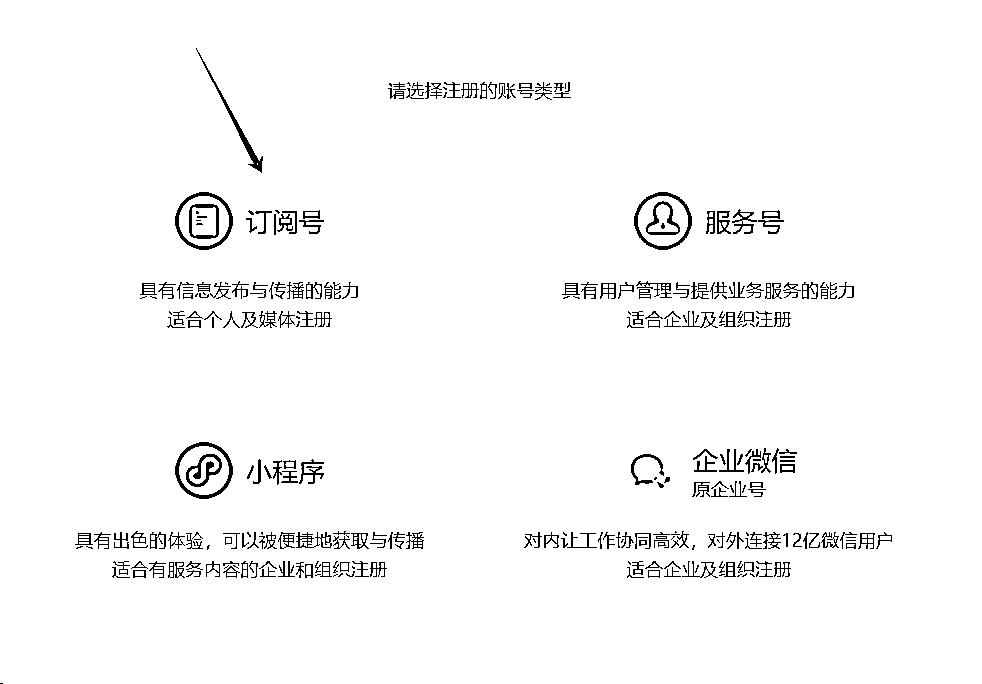 请选择注册的账号类型
订阅号
具有信息发布与传播的能力
适合个人及媒体注册
服务号
具有用户管理与提供业务服务的能力
适合企业及组织注册
小程序
具有出色的体验，可以被便捷地获取与传播
适合有服务内容的企业和组织注册
企业微信
原企业号
对内让工作协同高效，对外连接12亿微信用户
适合企业及组织注册